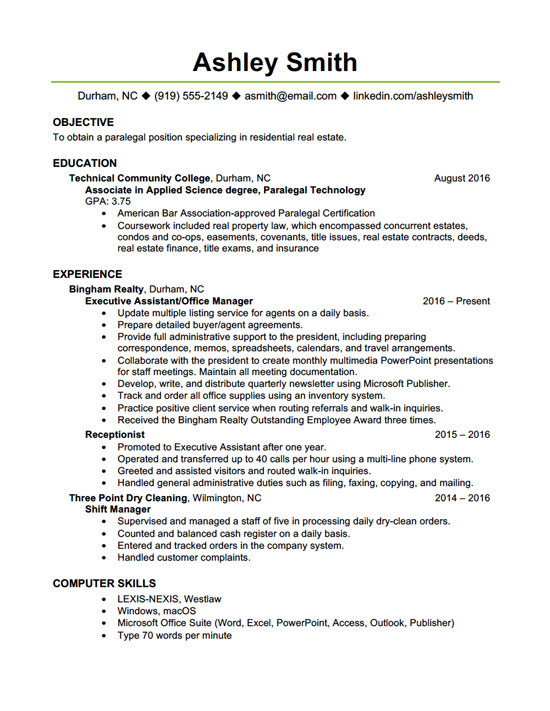 Ashley Smith
Durham, NC ◆ (919) 555-2149 ◆ asmith@email.com ◆ linkedin.com/ashleysmith
OBJECTIVE
To obtain a paralegal position specializing in residential real estate.
EDUCATION
Technical Community College, Durham, NC August 2016
Associate in Applied Science degree, Paralegal Technology
GPA: 3.75
• American Bar Association-approved Paralegal Certification
• Coursework included real property law, which encompassed concurrent estates,
condos and co-ops, easements, covenants, title issues, real estate contracts, deeds,
real estate finance, title exams, and insurance
EXPERIENCE
Bingham Realty, Durham, NC
Executive Assistant/Office Manager 2016 – Present
• Update multiple listing service for agents on a daily basis.
• Prepare detailed buyer/agent agreements.
• Provide full administrative support to the president, including preparing
correspondence, memos, spreadsheets, calendars, and travel arrangements.
• Collaborate with the president to create monthly multimedia PowerPoint presentations
for staff meetings. Maintain all meeting documentation.
• Develop, write, and distribute quarterly newsletter using Microsoft Publisher.
• Track and order all office supplies using an inventory system.
• Practice positive client service when routing referrals and walk-in inquiries.
• Received the Bingham Realty Outstanding Employee Award three times.
Receptionist 2015 – 2016
• Promoted to Executive Assistant after one year.
• Operated and transferred up to 40 calls per hour using a multi-line phone system.
• Greeted and assisted visitors and routed walk-in inquiries.
• Handled general administrative duties such as filing, faxing, copying, and mailing.
Three Point Dry Cleaning, Wilmington, NC 2014 – 2016
Shift Manager
• Supervised and managed a staff of five in processing daily dry-clean orders.
• Counted and balanced cash register on a daily basis.
• Entered and tracked orders in the company system.
• Handled customer complaints.
COMPUTER SKILLS
• LEXIS-NEXIS, Westlaw
• Windows, macOS
• Microsoft Office Suite (Word, Excel, PowerPoint, Access, Outlook, Publisher)
• Type 70 words per minute